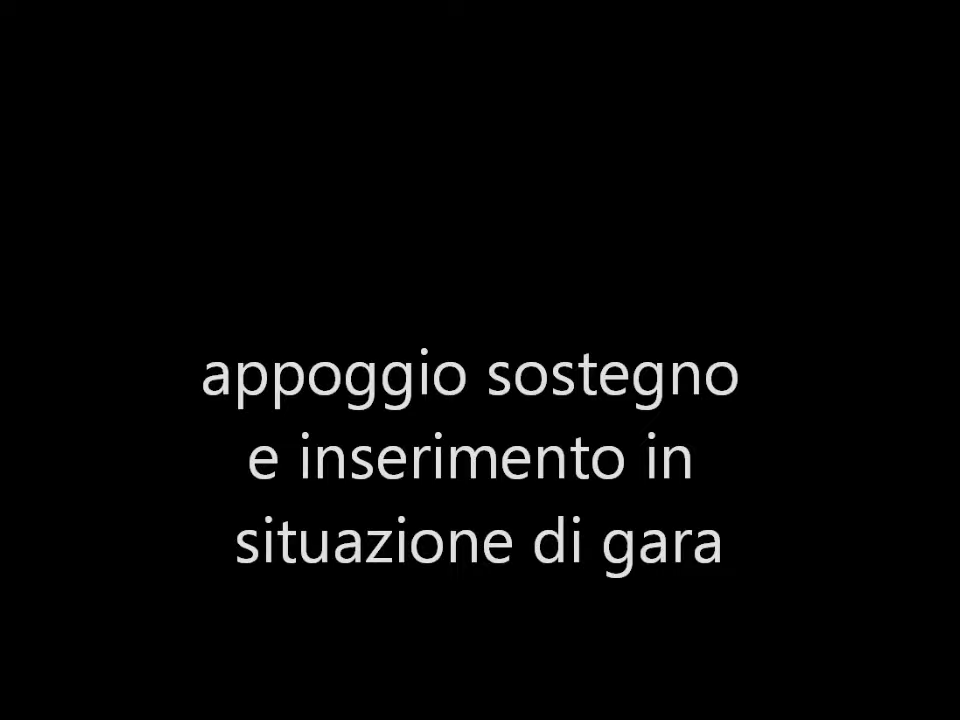 appoggio sostegno
e inserimento in
situazione di gara